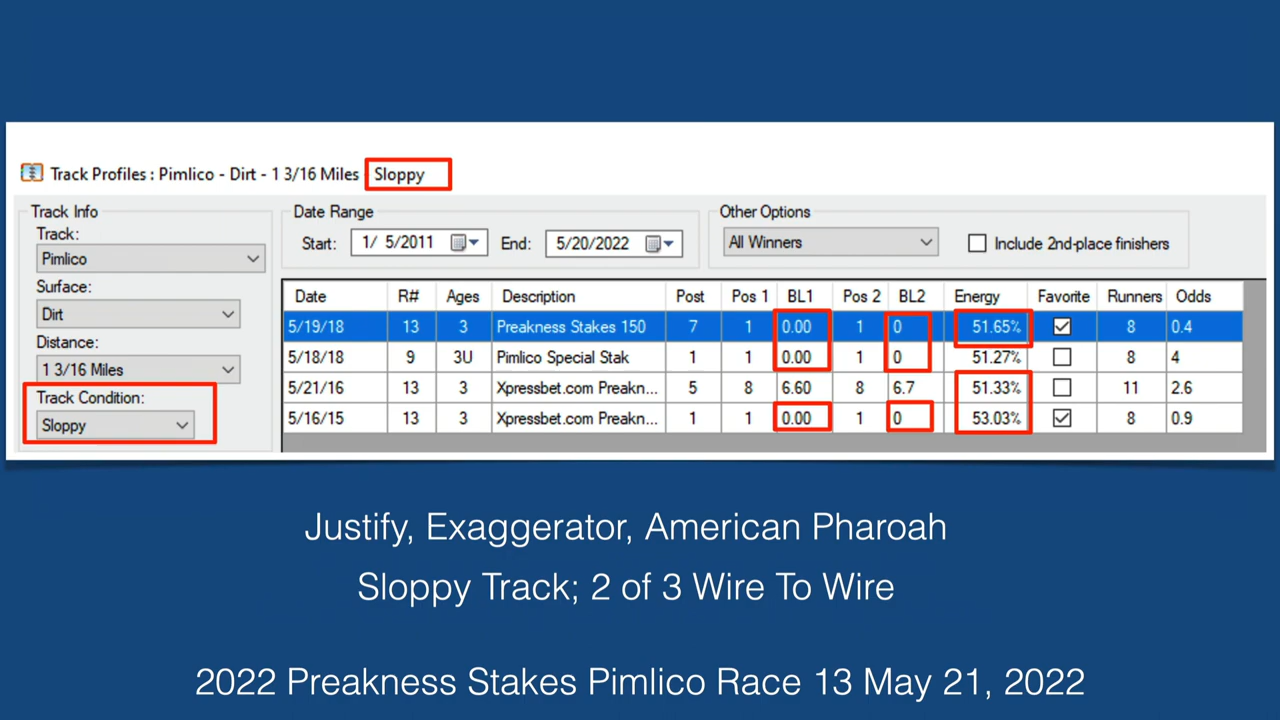 Track Profiles : Pimlico - Dirt - 1 3/16 Miles Sloppy
Track Info
Track:
Pimlico
Surface:
Dirt
Distance:
1 3/16 Miles
Track Condition:
Sloppy
Date Range
Start: 1/ 5/2011 End: 5/20/2022
Other Options
All Winners Include 2nd-place finishers
Date R# Ages Description Post Pos 1 BL1 Pos 2 BL2 Energy Favorite Runners Odds
5/19/18 13 3 Preakness Stakes 150 7 1 0.00 1 0 51.65% 8 0.4
5/18/18 9 3U Pimlico Special Stak 1 1 0.00 1 0 51.27% 8 4
5/21/16 13 3 Xpressbet.com Preakn... 5 8 6.60 8 6.7 51.33% 11 2.6
5/16/15 13 3 Xpressbet.com Preakn... 1 1 0.00 1 0 53.03% 8 0.9
Justify, Exaggerator, American Pharoah
Sloppy Track; 2 of 3 Wire To Wire
2022 Preakness Stakes Pimlico Race 13 May 21, 2022